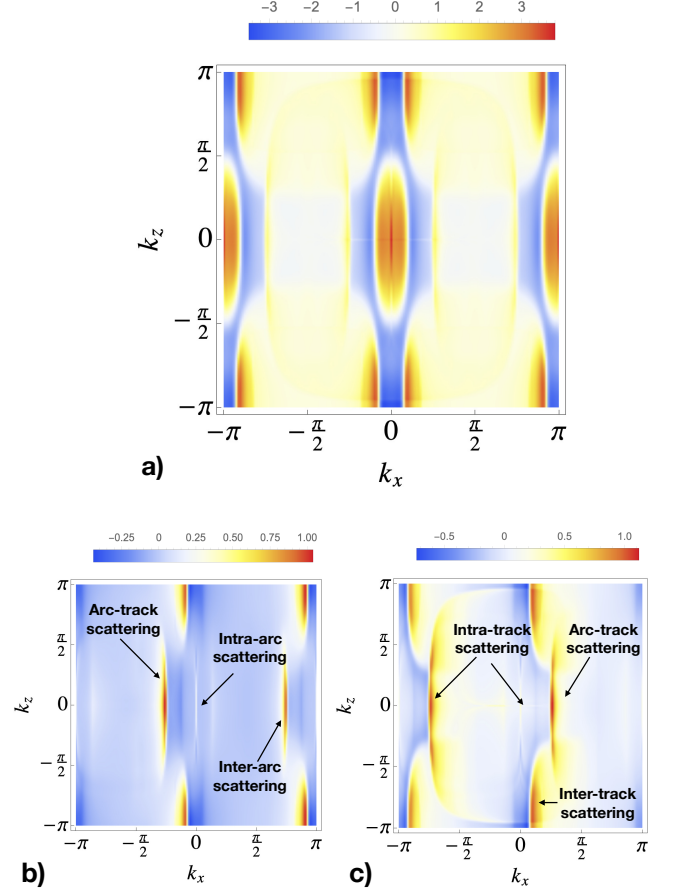 −3 −2 −1 0 1 2 3
π
π/2
0
−π/2
−π
k_z
−π −π/2 0 π/2 π
k_x
a)
−0.25 0 0.25 0.50 0.75 1.00
−0.5 0 0.5 1.0
π
π/2
0
−π/2
−π
k_z
Arc-track
scattering
Intra-arc
scattering
Inter-arc
scattering
−π −π/2 0 π/2 π
k_x
b)
π
π/2
0
−π/2
−π
k_z
Intra-track
scattering
Arc-track
scattering
Inter-track
scattering
−π −π/2 0 π/2 π
k_x
c)